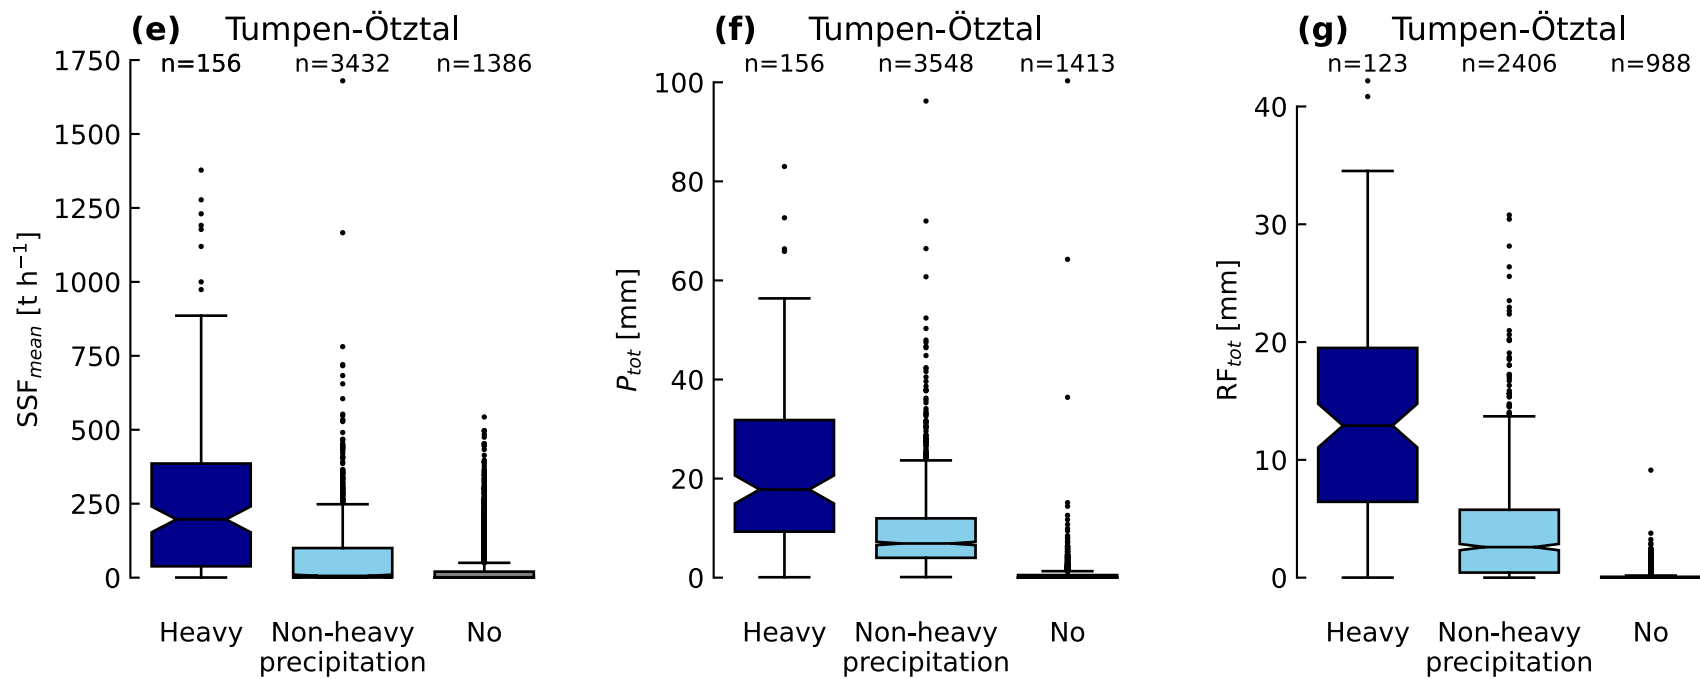 (e) Tumpen-Ötztal
n=156 n=3432 n=1386
1750
1500
1250
1000
750
500
250
0
SSF_mean [t h⁻¹]
Heavy Non-heavy No
precipitation
(f) Tumpen-Ötztal
n=156 n=3548 n=1413
100
80
60
40
20
0
P_tot [mm]
Heavy Non-heavy No
precipitation
(g) Tumpen-Ötztal
n=123 n=2406 n=988
40
30
20
10
0
RF_tot [mm]
Heavy Non-heavy No
precipitation